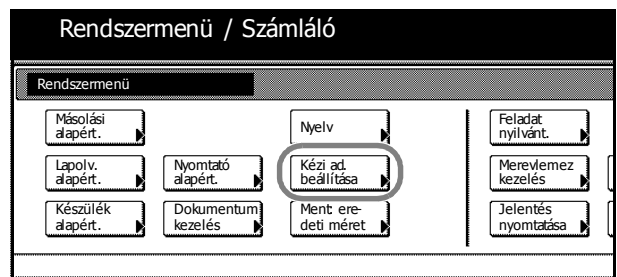 Rendszermenü / Számláló
Rendszermenü
Másolási
alapért.
Nyelv
Feladat
nyilvánt.
Lapolv.
alapért.
Nyomtató
alapért.
Kézi ad.
beállítása
Merevlemez
kezelés
Készülék
alapért.
Dokumentum
kezelés
Ment. ere-
deti méret
Jelentés
nyomtatása